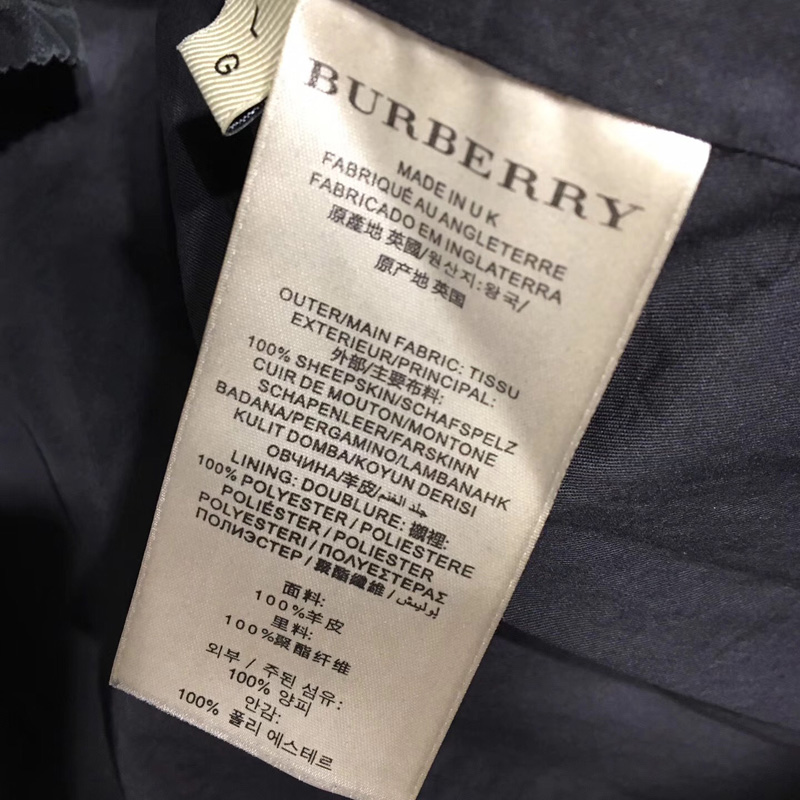 G
BURBERRY
MADE IN U K
FABRIQUÉ AU ANGLETERRE
FABRICADO EM INGLATERRA
原產地 英國/원산지:왕국/
原产地 英国
OUTER/MAIN FABRIC: TISSU
EXTERIEUR/PRINCIPAL:
外部/主要布料:
100% SHEEPSKIN/SCHAFSPELZ
CUIR DE MOUTON/MONTONE
BADANA/PERGAMINO/LAMBANAHK
SCHAPENLEER/FARSKINN
KULIT DOMBA/KOYUN DERISI
ОВЧИНА/羊皮/جلد الغنم
LINING: DOUBLURE: 襯裡:
100% POLYESTER / POLIESTERE
POLIÉSTER / POLIESTER
POLYESTERI / ΠΟΛΥΕΣΤΕΡΑΣ
ПОЛИЭСТЕР / 聚酯纖維 / بوليش
面料:
100%羊皮
里料:
100%聚酯纤维
외부 / 주된 섬유:
100% 양피
안감:
100% 폴리 에스테르